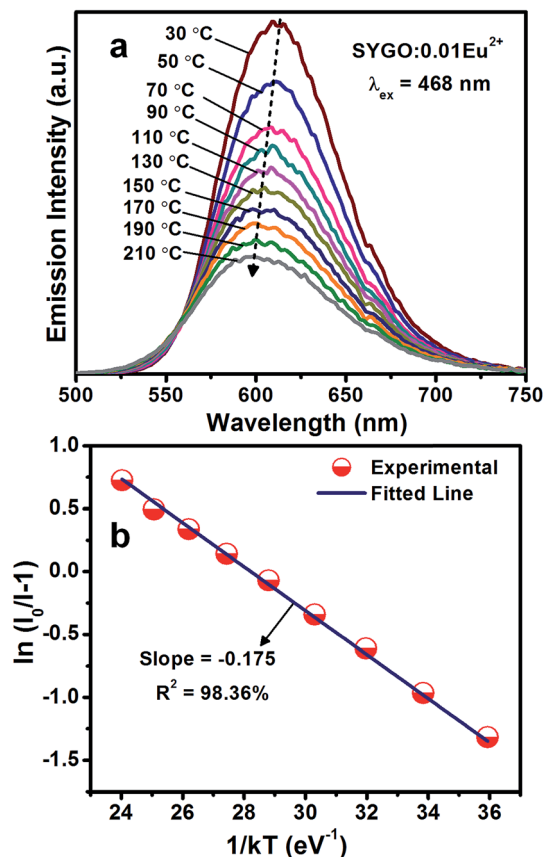 a
SYGO:0.01Eu²⁺
λex = 468 nm
30 °C
50 °C
70 °C
90 °C
110 °C
130 °C
150 °C
170 °C
190 °C
210 °C
Emission Intensity (a.u.)
500 550 600 650 700 750
Wavelength (nm)
b
Experimental
Fitted Line
1.0
0.5
0.0
-0.5
-1.0
-1.5
ln (I₀/I-1)
Slope = -0.175
R² = 98.36%
24 26 28 30 32 34 36
1/kT (eV⁻¹)